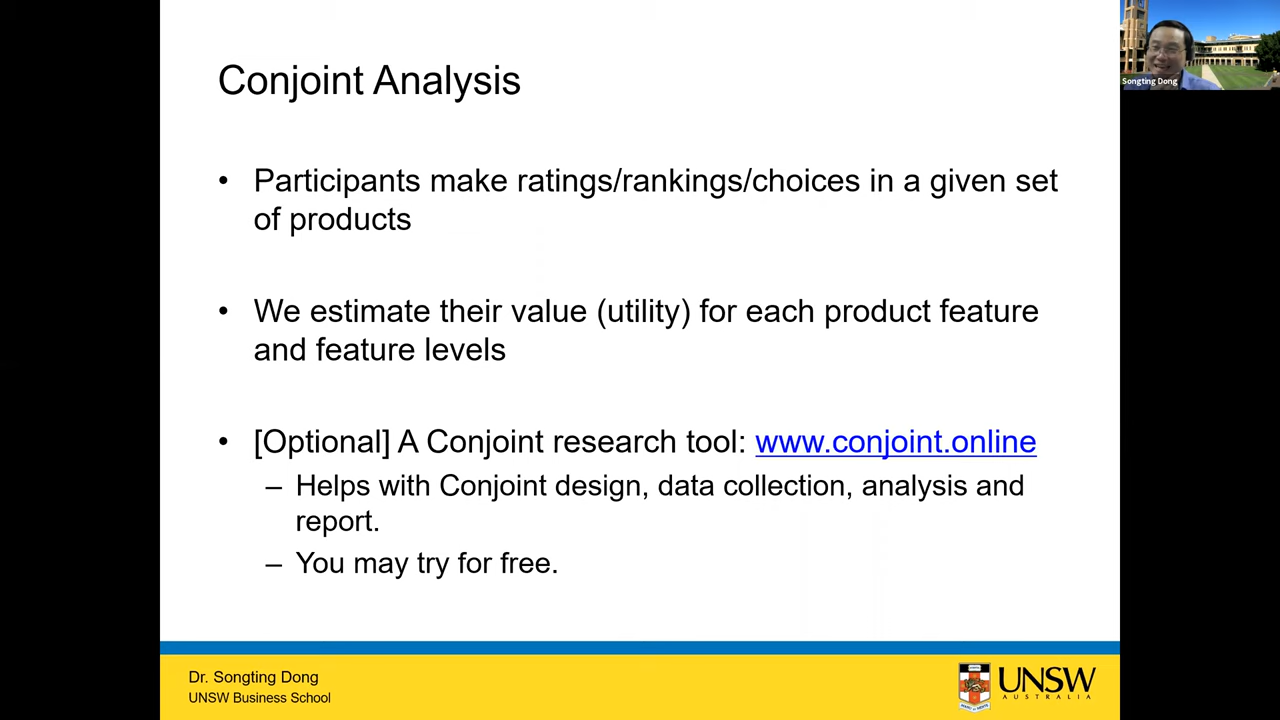 Conjoint Analysis
Songting Dong
• Participants make ratings/rankings/choices in a given set
of products
• We estimate their value (utility) for each product feature
and feature levels
• [Optional] A Conjoint research tool: www.conjoint.online
– Helps with Conjoint design, data collection, analysis and
report.
– You may try for free.
Dr. Songting Dong
UNSW Business School
UNSW
AUSTRALIA